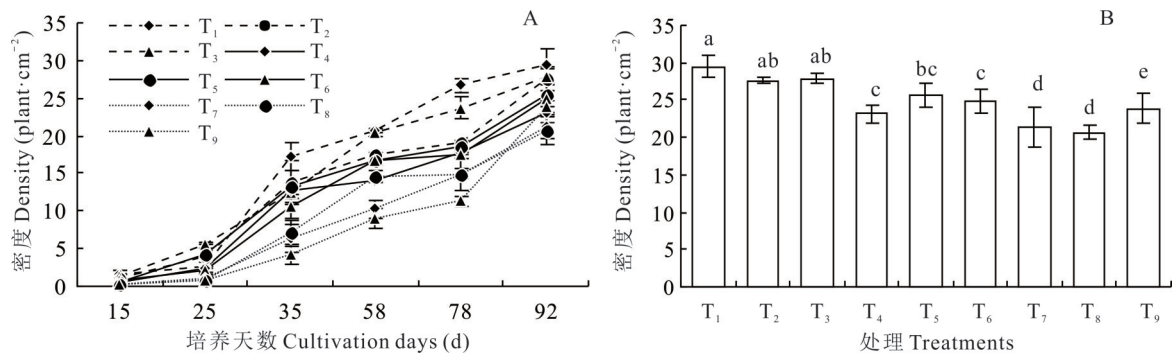 A
35
30
25
20
15
10
5
0
密度 Density (plant·cm⁻²)
T₁
T₂
T₃
T₄
T₅
T₆
T₇
T₈
T₉
15 25 35 58 78 92
培养天数 Cultivation days (d)
B
35
30
25
20
15
10
5
0
密度 Density (plant·cm⁻²)
a ab ab c bc c d d e
T₁ T₂ T₃ T₄ T₅ T₆ T₇ T₈ T₉
处理 Treatments